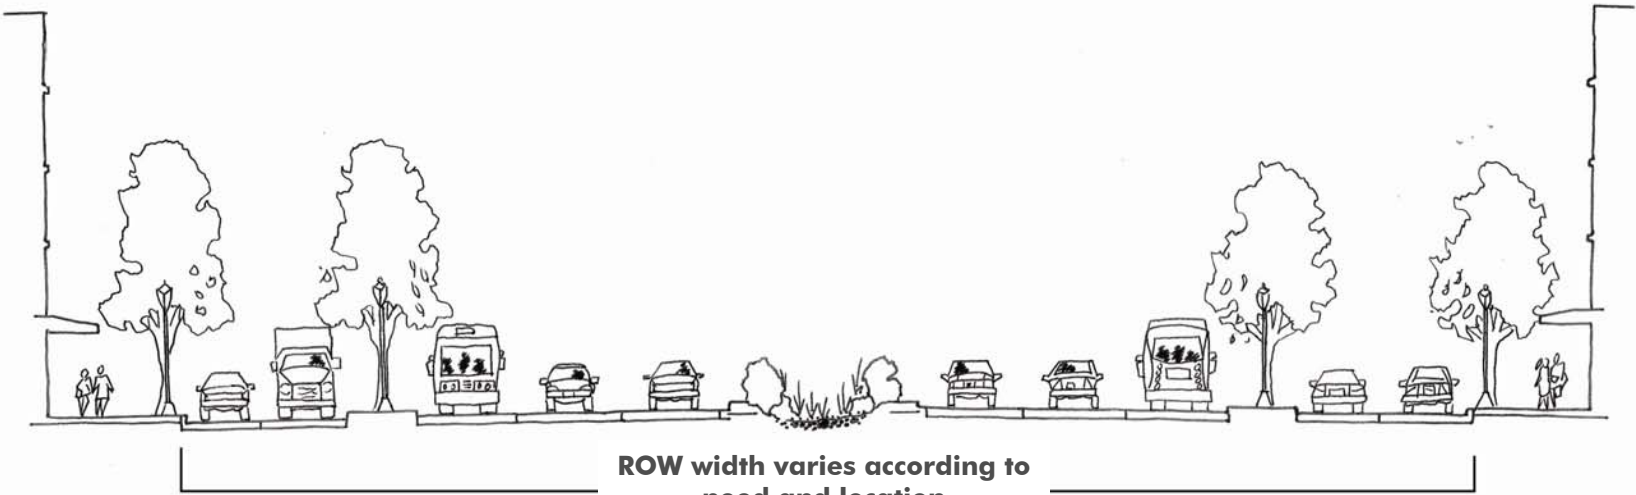 ROW width varies according to
need and location